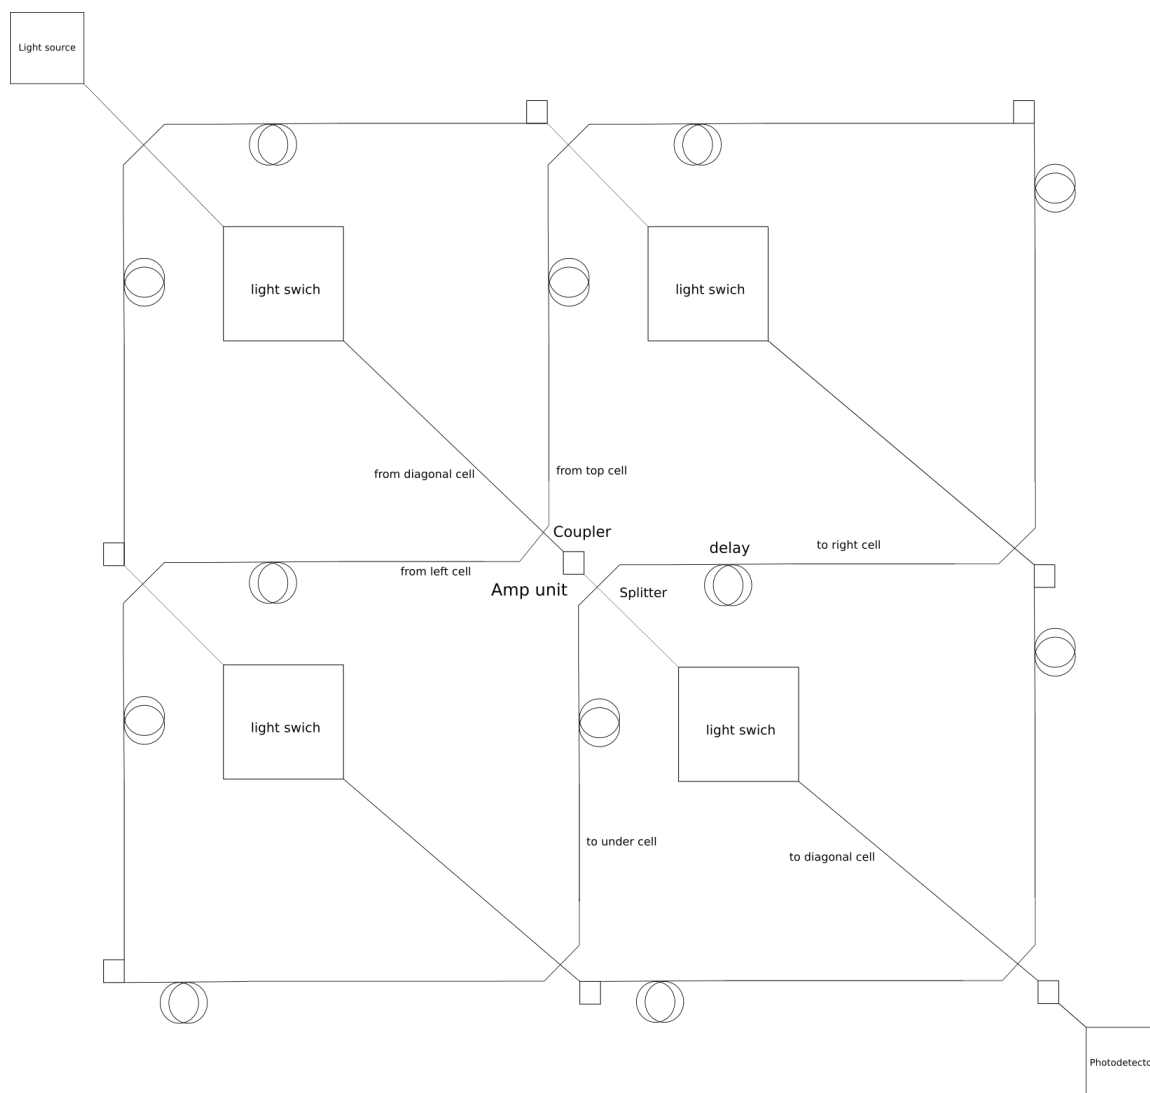 Light source
light swich
light swich
from diagonal cell
from top cell
Coupler
delay
to right cell
from left cell
Amp unit
Splitter
light swich
light swich
to under cell
to diagonal cell
Photodetecto